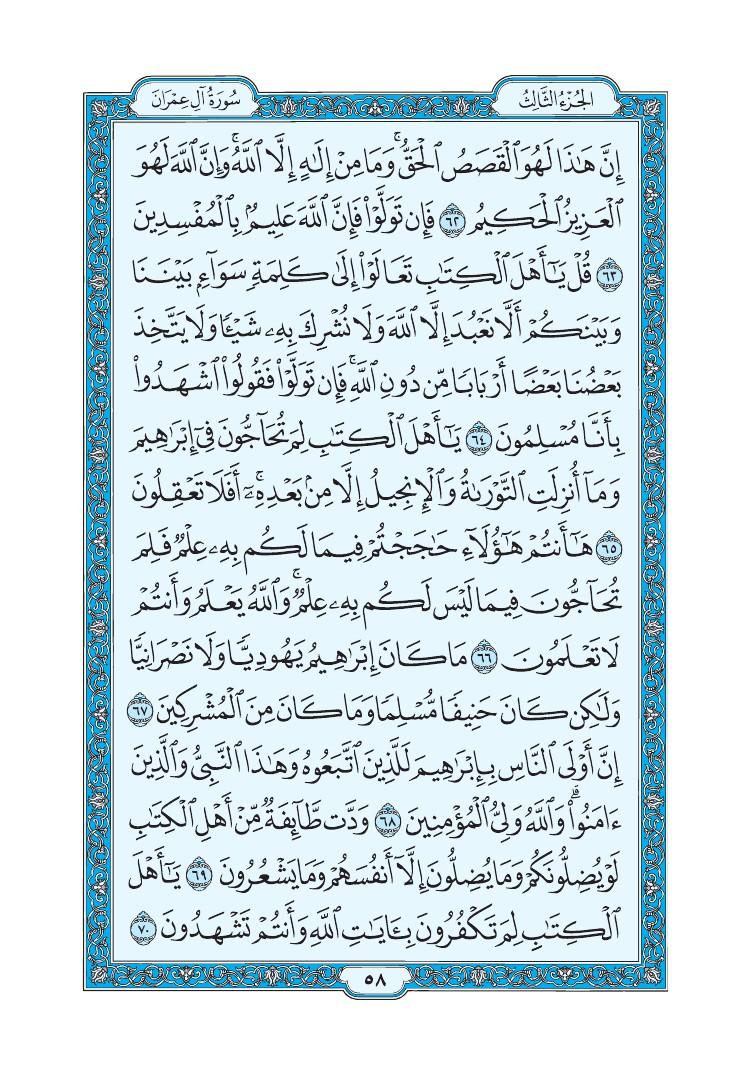 الجُزْءُ الثَّالِثُ
سُورَةُ آلِ عِمْرَانَ
إِنَّ هَٰذَا لَهُوَ ٱلْقَصَصُ ٱلْحَقُّۚ وَمَا مِنْ إِلَٰهٍ إِلَّا ٱللَّهُۚ وَإِنَّ ٱللَّهَ لَهُوَ
ٱلْعَزِيزُ ٱلْحَكِيمُ ٦٢ فَإِن تَوَلَّوْا۟ فَإِنَّ ٱللَّهَ عَلِيمٌۢ بِٱلْمُفْسِدِينَ
٦٣ قُلْ يَٰٓأَهْلَ ٱلْكِتَٰبِ تَعَالَوْا۟ إِلَىٰ كَلِمَةٍ سَوَآءٍۭ بَيْنَنَا
وَبَيْنَكُمْ أَلَّا نَعْبُدَ إِلَّا ٱللَّهَ وَلَا نُشْرِكَ بِهِۦ شَيْـًٔا وَلَا يَتَّخِذَ
بَعْضُنَا بَعْضًا أَرْبَابًا مِّن دُونِ ٱللَّهِۚ فَإِن تَوَلَّوْا۟ فَقُولُوا۟ ٱشْهَدُوا۟
بِأَنَّا مُسْلِمُونَ ٦٤ يَٰٓأَهْلَ ٱلْكِتَٰبِ لِمَ تُحَآجُّونَ فِىٓ إِبْرَٰهِيمَ
وَمَآ أُنزِلَتِ ٱلتَّوْرَىٰةُ وَٱلْإِنجِيلُ إِلَّا مِنۢ بَعْدِهِۦٓۚ أَفَلَا تَعْقِلُونَ
٦٥ هَٰٓأَنتُمْ هَٰٓؤُلَآءِ حَٰجَجْتُمْ فِيمَا لَكُم بِهِۦ عِلْمٌ فَلِمَ
تُحَآجُّونَ فِيمَا لَيْسَ لَكُم بِهِۦ عِلْمٌۚ وَٱللَّهُ يَعْلَمُ وَأَنتُمْ
لَا تَعْلَمُونَ ٦٦ مَا كَانَ إِبْرَٰهِيمُ يَهُودِيًّا وَلَا نَصْرَانِيًّا
وَلَٰكِن كَانَ حَنِيفًا مُّسْلِمًا وَمَا كَانَ مِنَ ٱلْمُشْرِكِينَ ٦٧
إِنَّ أَوْلَى ٱلنَّاسِ بِإِبْرَٰهِيمَ لَلَّذِينَ ٱتَّبَعُوهُ وَهَٰذَا ٱلنَّبِىُّ وَٱلَّذِينَ
ءَامَنُوا۟ۗ وَٱللَّهُ وَلِىُّ ٱلْمُؤْمِنِينَ ٦٨ وَدَّت طَّآئِفَةٌ مِّنْ أَهْلِ ٱلْكِتَٰبِ
لَوْ يُضِلُّونَكُمْ وَمَا يُضِلُّونَ إِلَّآ أَنفُسَهُمْ وَمَا يَشْعُرُونَ ٦٩ يَٰٓأَهْلَ
ٱلْكِتَٰبِ لِمَ تَكْفُرُونَ بِـَٔايَٰتِ ٱللَّهِ وَأَنتُمْ تَشْهَدُونَ ٧٠
٥٨